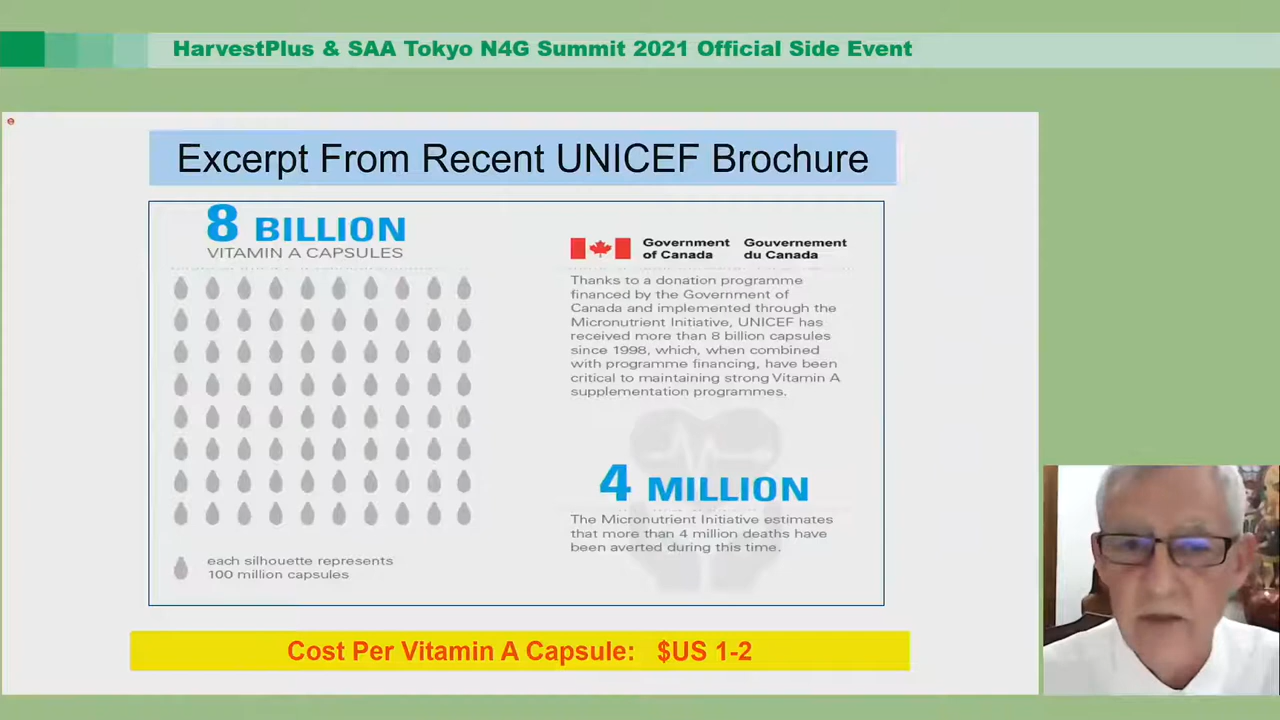 HarvestPlus & SAA Tokyo N4G Summit 2021 Official Side Event
Excerpt From Recent UNICEF Brochure
8 BILLION
VITAMIN A CAPSULES
each silhouette represents
100 million capsules
Government
of Canada
Gouvernement
du Canada
Thanks to a donation programme
financed by the Government of
Canada and implemented through the
Micronutrient Initiative, UNICEF has
received more than 8 billion capsules
since 1998, which, when combined
with programme financing, have been
critical to maintaining strong Vitamin A
supplementation programmes.
4 MILLION
The Micronutrient Initiative estimates
that more than 4 million deaths have
been averted during this time.
Cost Per Vitamin A Capsule: $US 1-2